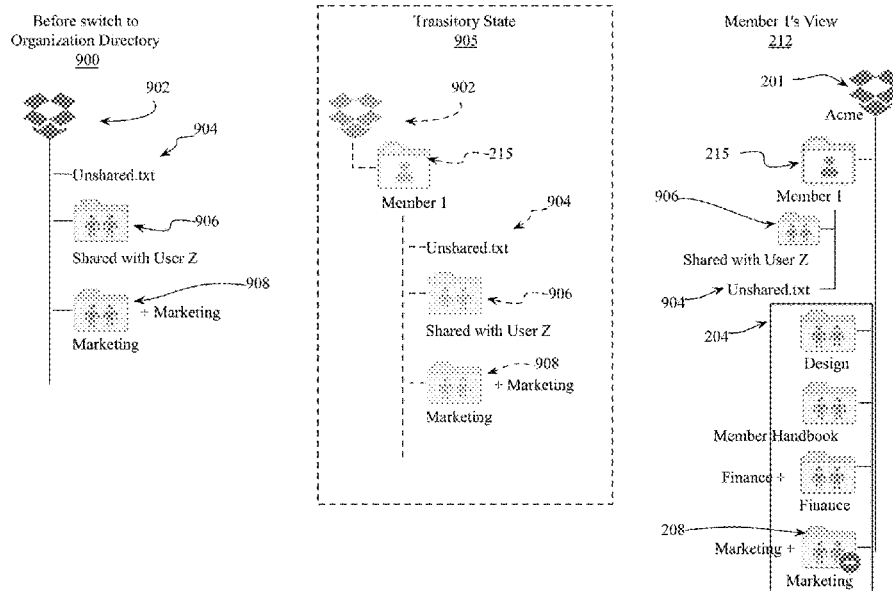 Before switch to
Organization Directory
900
902
904
Unshared.txt
906
Shared with User Z
908
+ Marketing
Marketing
Transitory State
905
902
215
Member 1
904
Unshared.txt
906
Shared with User Z
908
+ Marketing
Marketing
Member 1's View
212
201
Acme
215
Member 1
906
Shared with User Z
904
Unshared.txt
204
Design
Member Handbook
Finance +
Finance
208
Marketing +
Marketing